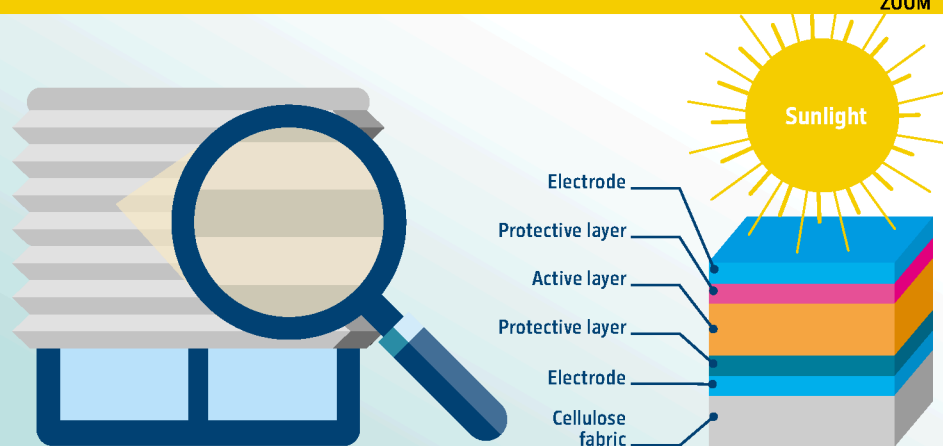 ZOOM
Sunlight
Electrode
Protective layer
Active layer
Protective layer
Electrode
Cellulose
fabric